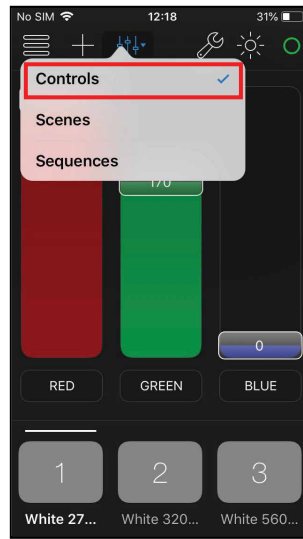 No SIM 12:18 31%
Controls
Scenes
Sequences
170
0
RED GREEN BLUE
1 2 3
White 27... White 320... White 560...